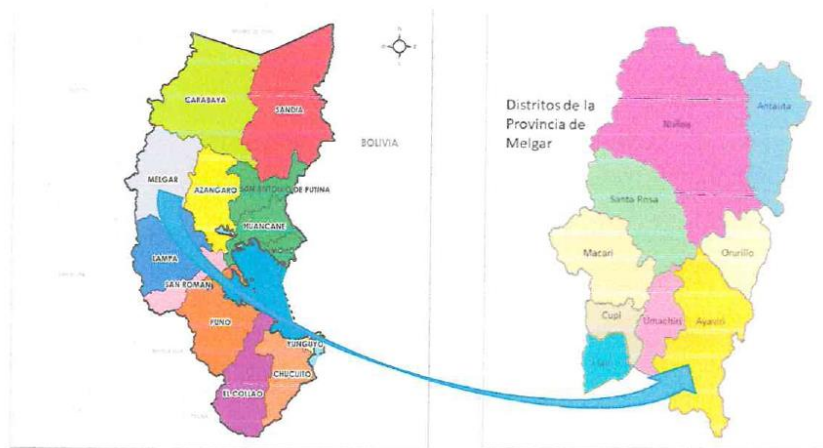 CARABAYA
SANDIA
BOLIVIA
MELGAR
AZANGARO
SAN ANTONIO DE PUTINA
HUANCANE
LAMPA
SAN ROMAN
PUNO
YUNGUYO
CHUCUITO
EL COLLAO
Distritos de la
Provincia de
Melgar
Nuñoa
Antauta
Santa Rosa
Macari
Orurillo
Cupi
Umachiri
Ayaviri